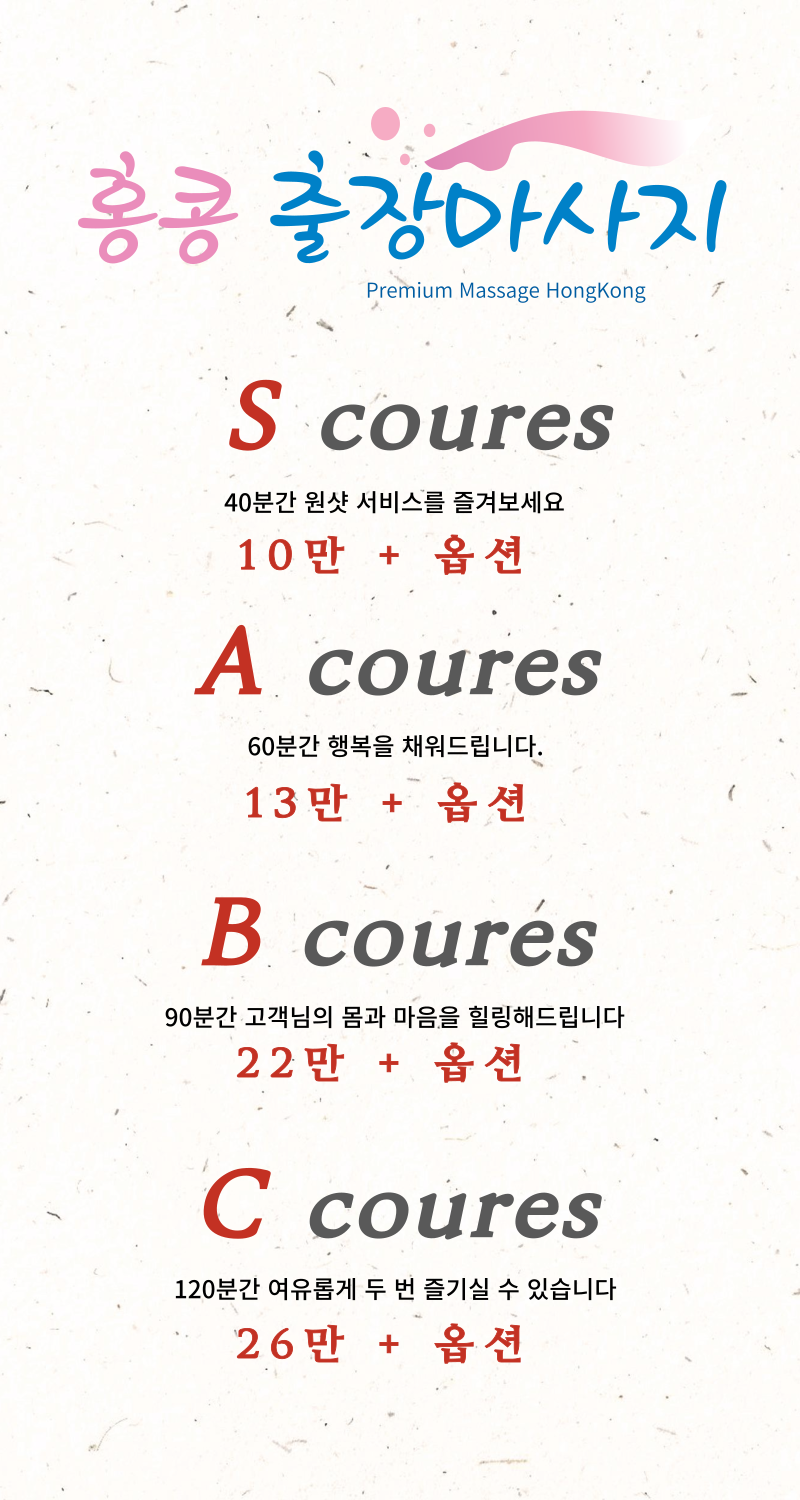 홍콩 출장마사지
Premium Massage HongKong
S coures
40분간 원샷 서비스를 즐겨보세요
10만 + 옵션
A coures
60분간 행복을 채워드립니다.
13만 + 옵션
B coures
90분간 고객님의 몸과 마음을 힐링해드립니다
22만 + 옵션
C coures
120분간 여유롭게 두 번 즐기실 수 있습니다
26만 + 옵션